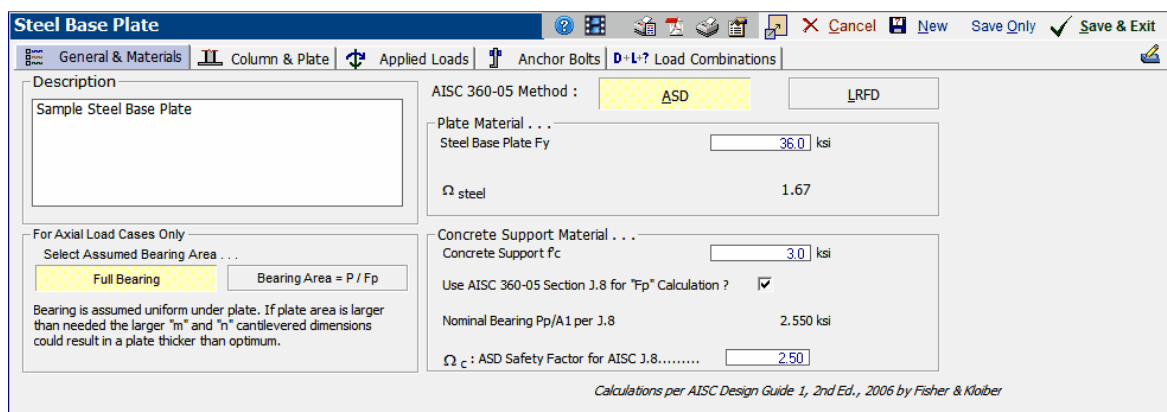 Steel Base Plate
Cancel New Save Only Save & Exit
General & Materials Column & Plate Applied Loads Anchor Bolts D+L+? Load Combinations
Description
Sample Steel Base Plate
AISC 360-05 Method :
ASD
LRFD
Plate Material . . .
Steel Base Plate Fy 36.0 ksi
Ω steel 1.67
For Axial Load Cases Only
Select Assumed Bearing Area . . .
Full Bearing
Bearing Area = P / Fp
Bearing is assumed uniform under plate. If plate area is larger
than needed the larger "m" and "n" cantilevered dimensions
could result in a plate thicker than optimum.
Concrete Support Material . . .
Concrete Support f'c 3.0 ksi
Use AISC 360-05 Section J.8 for "Fp" Calculation ?
Nominal Bearing Pp/A1 per J.8 2.550 ksi
Ω c : ASD Safety Factor for AISC J.8......... 2.50
Calculations per AISC Design Guide 1, 2nd Ed., 2006 by Fisher & Kloiber